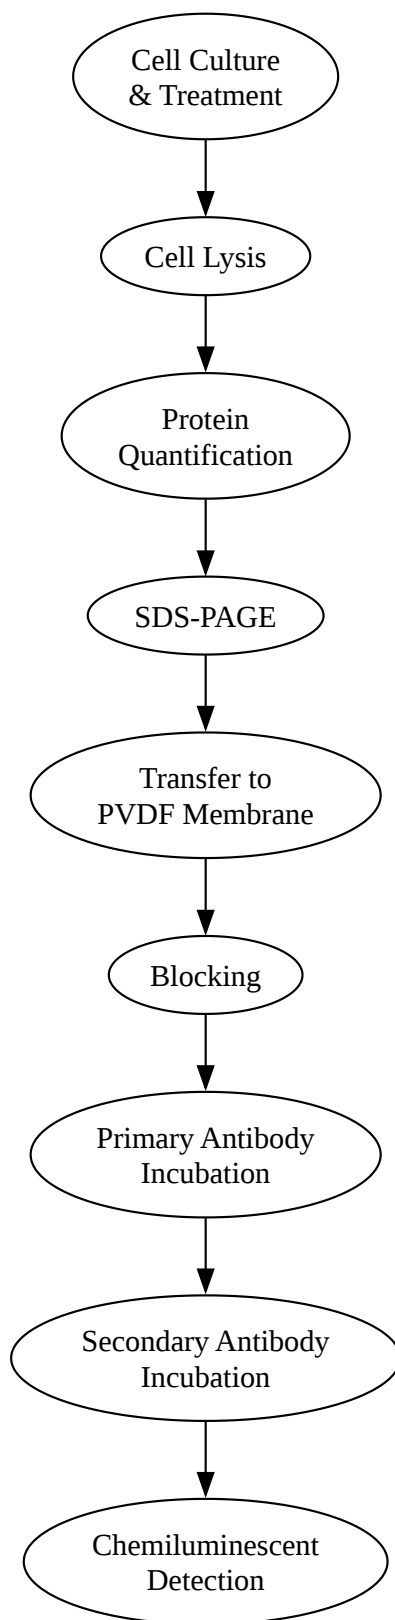 Cell Culture
& Treatment
Cell Lysis
Protein
Quantification
SDS-PAGE
Transfer to
PVDF Membrane
Blocking
Primary Antibody
Incubation
Secondary Antibody
Incubation
Chemiluminescent
Detection